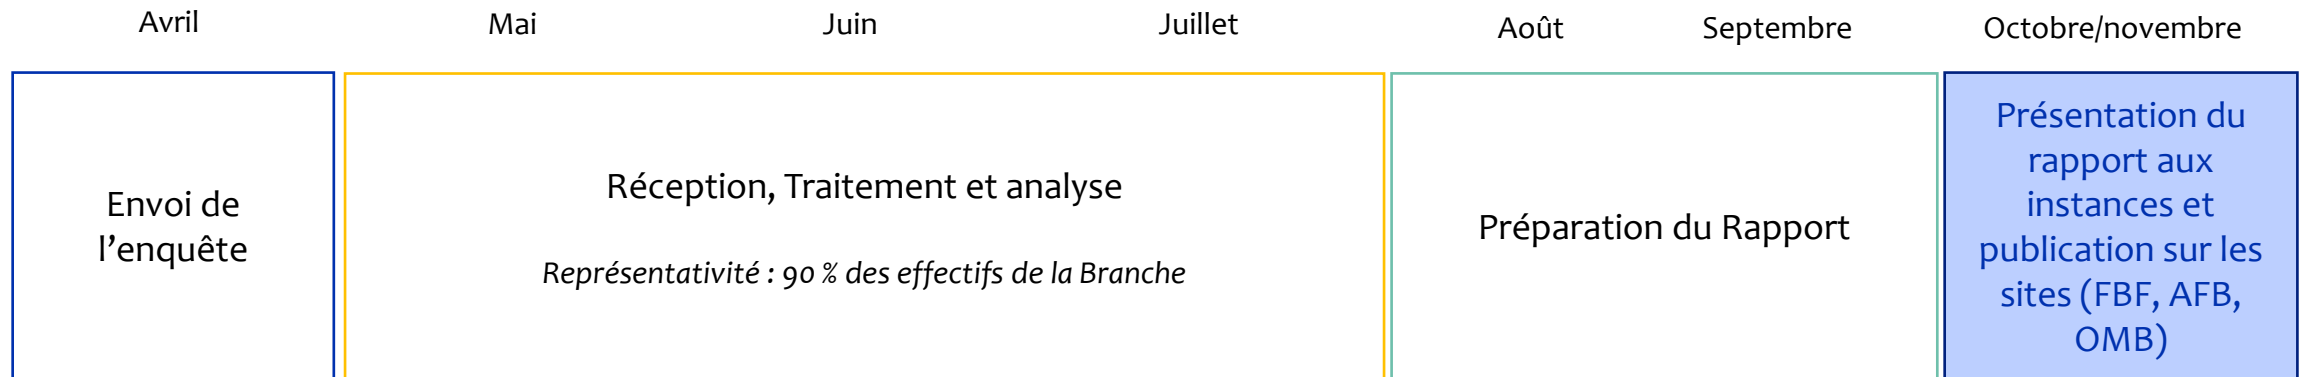 Avril
Mai
Juin
Juillet
Août
Septembre
Octobre/novembre
Envoi de
l’enquête
Réception, Traitement et analyse
Représentativité : 90 % des effectifs de la Branche
Préparation du Rapport
Présentation du
rapport aux
instances et
publication sur les
sites (FBF, AFB,
OMB)